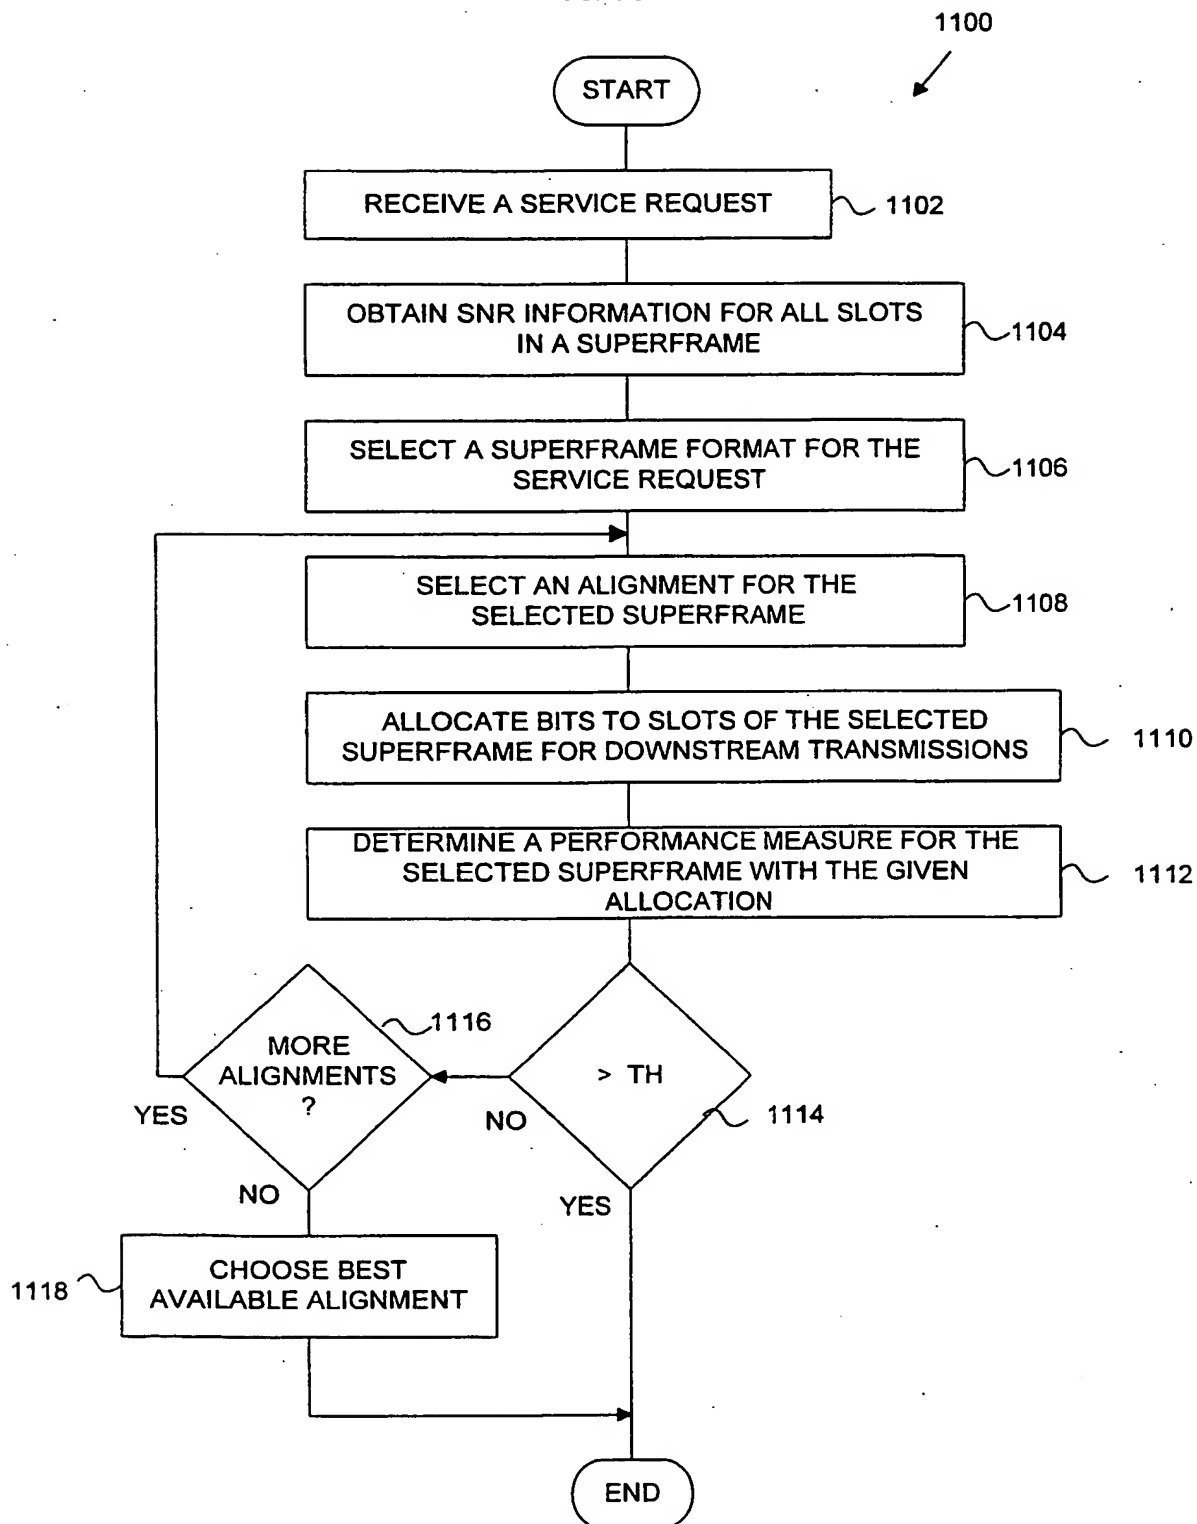 1100
START
RECEIVE A SERVICE REQUEST
1102
OBTAIN SNR INFORMATION FOR ALL SLOTS
IN A SUPERFRAME
1104
SELECT A SUPERFRAME FORMAT FOR THE
SERVICE REQUEST
1106
SELECT AN ALIGNMENT FOR THE
SELECTED SUPERFRAME
1108
ALLOCATE BITS TO SLOTS OF THE SELECTED
SUPERFRAME FOR DOWNSTREAM TRANSMISSIONS
1110
DETERMINE A PERFORMANCE MEASURE FOR THE
SELECTED SUPERFRAME WITH THE GIVEN
ALLOCATION
1112
> TH
1114
NO
YES
MORE
ALIGNMENTS
?
1116
YES
NO
CHOOSE BEST
AVAILABLE ALIGNMENT
1118
END